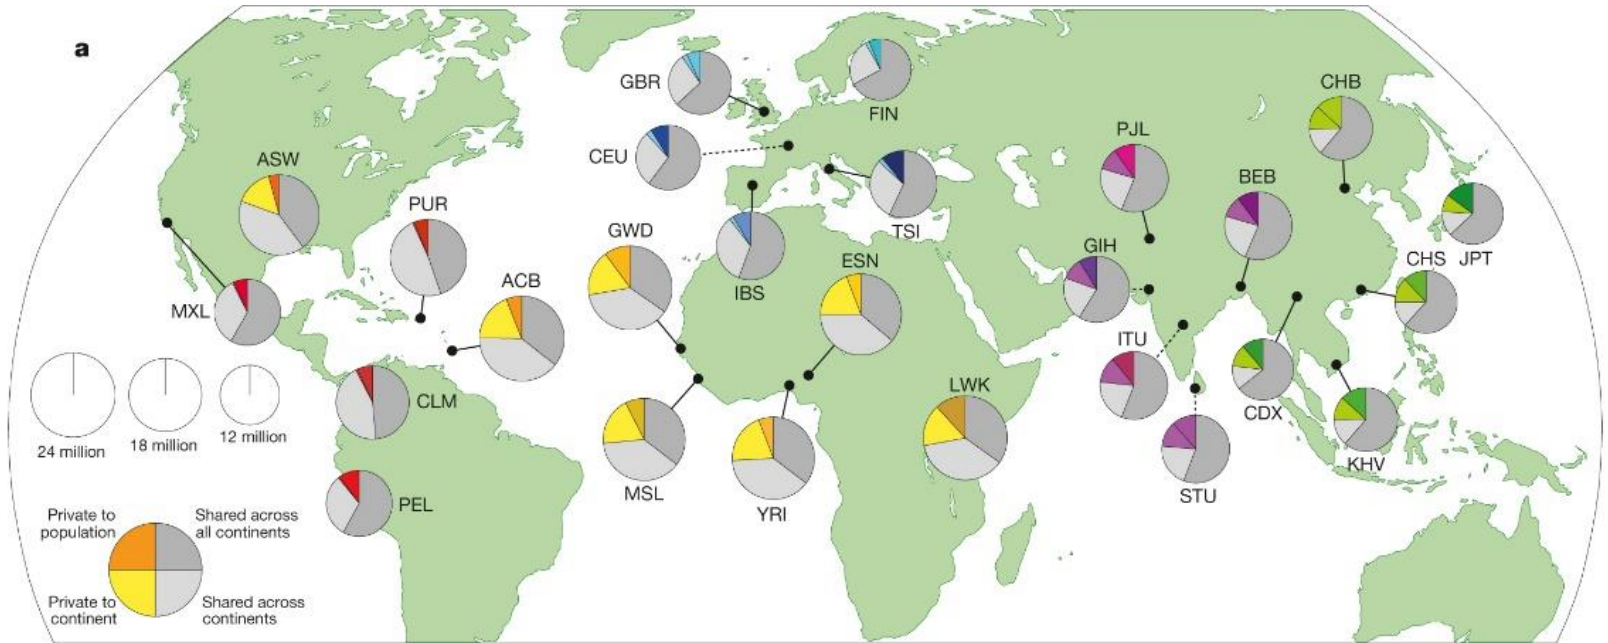 a
GBR
FIN
CHB
CEU
PJL
ASW
BEB
PUR
TSI
GWD
GIH
CHS
JPT
ESN
ACB
IBS
MXL
ITU
LWK
CLM
CDX
24 million
18 million
12 million
KHV
MSL
STU
PEL
YRI
Private to
population
Shared across
all continents
Private to
continent
Shared across
continents